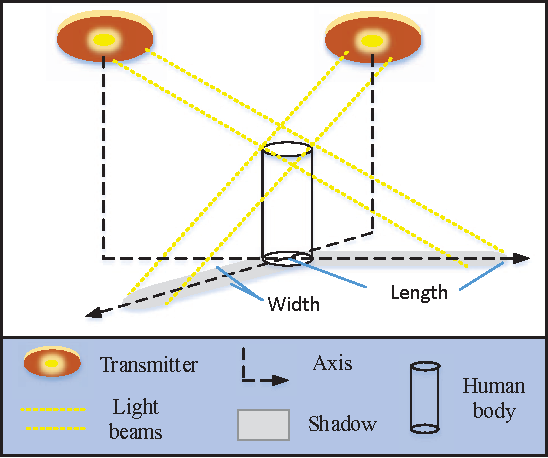 Width
Length
Transmitter
Axis
Human
body
Light
beams
Shadow